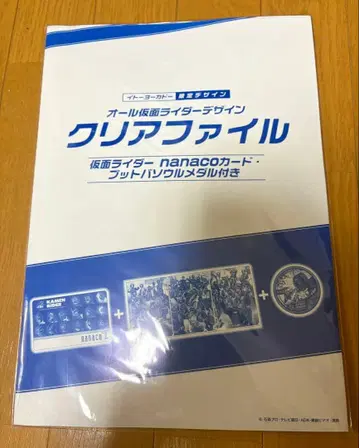 イトーヨーカドー 限定デザイン
オール仮面ライダーデザイン
クリアファイル
仮面ライダー nanacoカード・
ブットバソウルメダル付き
KAMEN
RIDER
nanaco
+
+